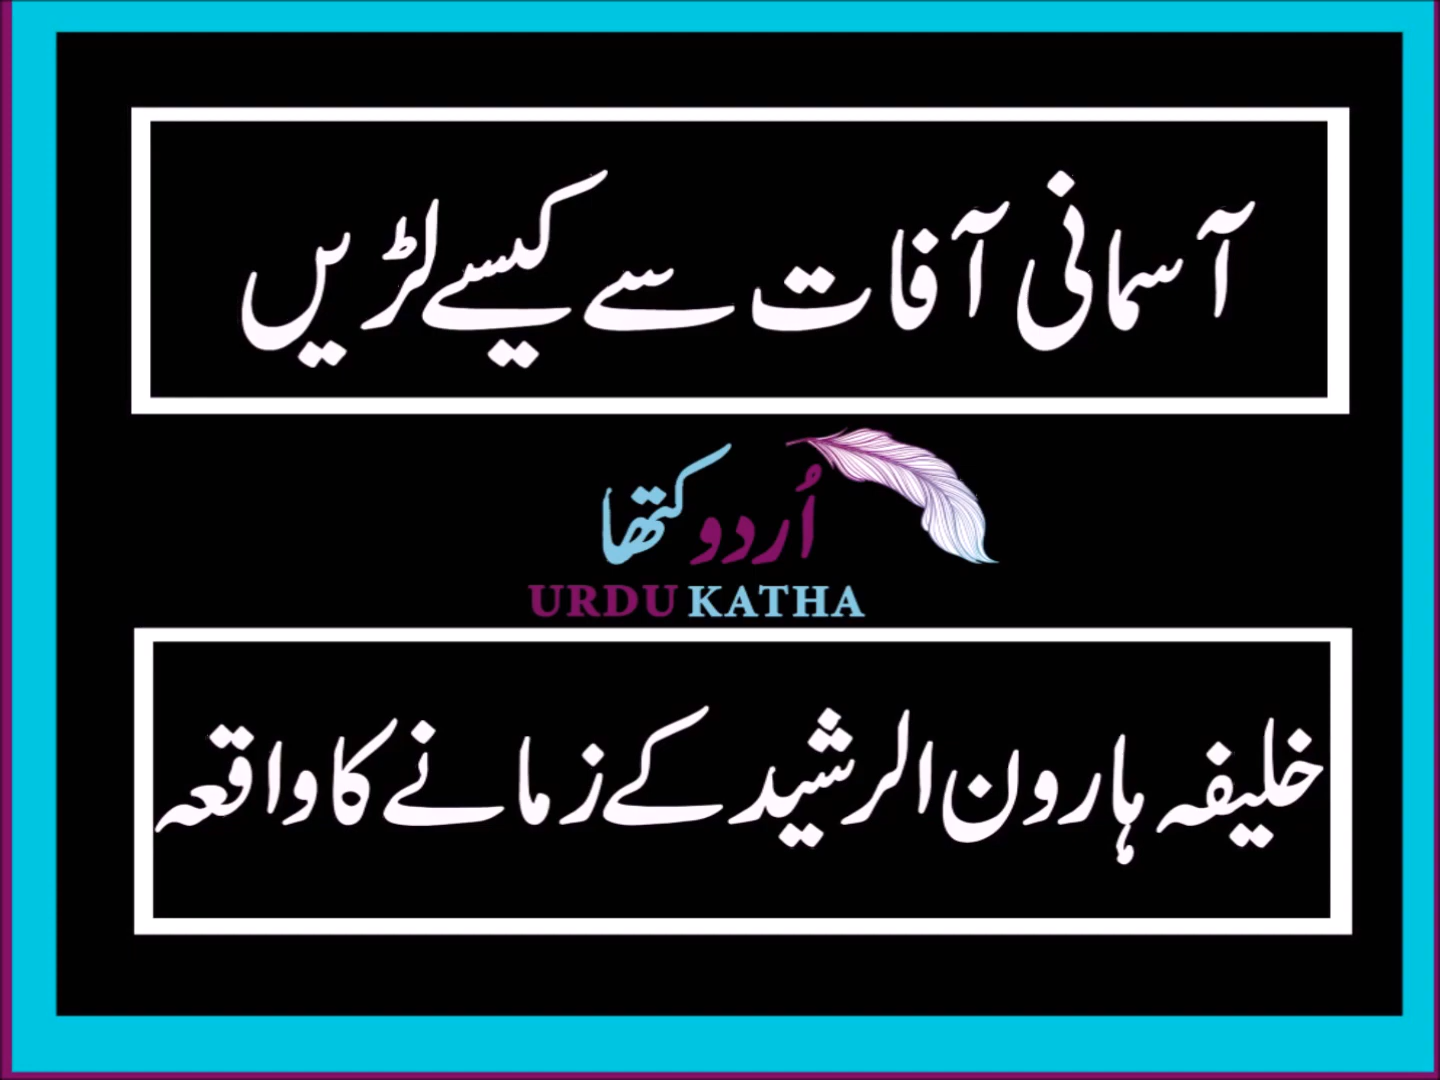 آسمانی آفات سے کیسے لڑیں
اُردو کتھا
URDU KATHA
خلیفہ ہارون الرشید کے زمانے کا واقعہ